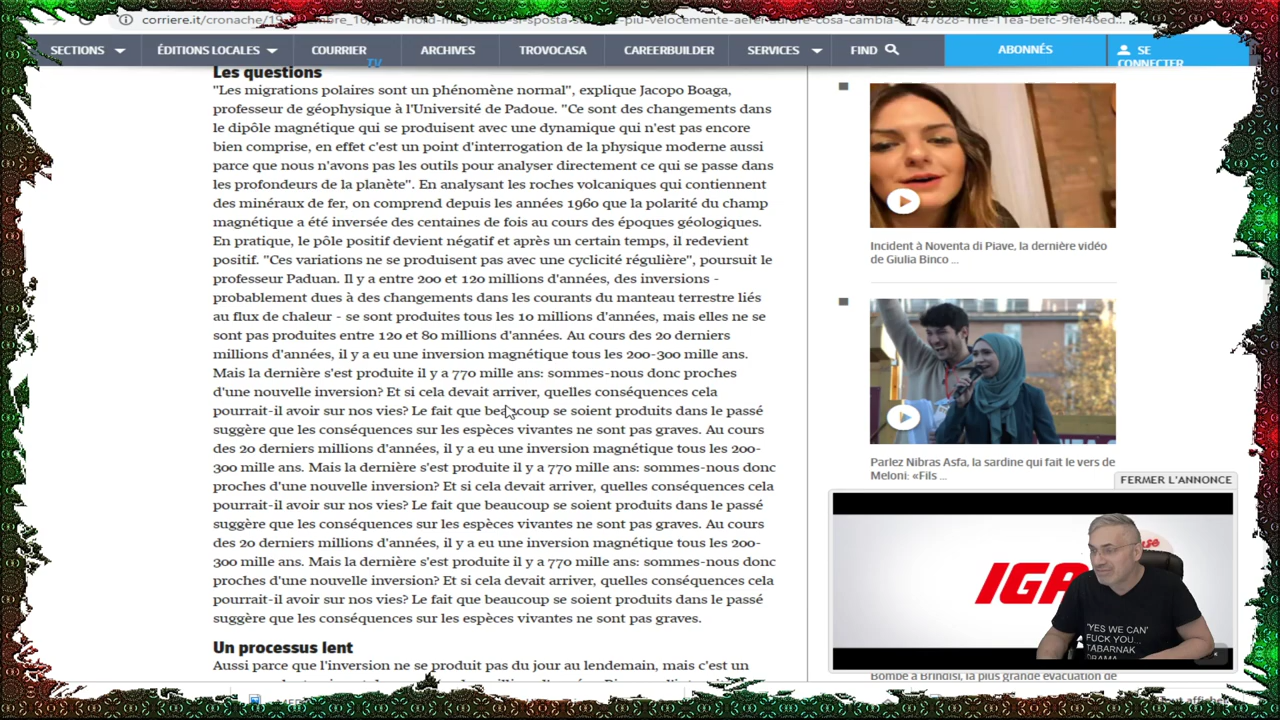 corriere.it/cronache/19
SECTIONS
ÉDITIONS LOCALES
COURRIER
TV
ARCHIVES
TROVOCASA
CAREERBUILDER
SERVICES
FIND
ABONNÉS
SE
CONNECTER
Les questions
"Les migrations polaires sont un phénomène normal", explique Jacopo Boaga,
professeur de géophysique à l'Université de Padoue. "Ce sont des changements dans
le dipôle magnétique qui se produisent avec une dynamique qui n'est pas encore
bien comprise, en effet c'est un point d'interrogation de la physique moderne aussi
parce que nous n'avons pas les outils pour analyser directement ce qui se passe dans
les profondeurs de la planète". En analysant les roches volcaniques qui contiennent
des minéraux de fer, on comprend depuis les années 1960 que la polarité du champ
magnétique a été inversée des centaines de fois au cours des époques géologiques.
En pratique, le pôle positif devient négatif et après un certain temps, il redevient
positif. "Ces variations ne se produisent pas avec une cyclicité régulière", poursuit le
professeur Paduan. Il y a entre 200 et 120 millions d'années, des inversions -
probablement dues à des changements dans les courants du manteau terrestre liés
au flux de chaleur - se sont produites tous les 10 millions d'années, mais elles ne se
sont pas produites entre 120 et 80 millions d'années. Au cours des 20 derniers
millions d'années, il y a eu une inversion magnétique tous les 200-300 mille ans.
Mais la dernière s'est produite il y a 770 mille ans: sommes-nous donc proches
d'une nouvelle inversion? Et si cela devait arriver, quelles conséquences cela
pourrait-il avoir sur nos vies? Le fait que beaucoup se soient produits dans le passé
suggère que les conséquences sur les espèces vivantes ne sont pas graves. Au cours
des 20 derniers millions d'années, il y a eu une inversion magnétique tous les 200-
300 mille ans. Mais la dernière s'est produite il y a 770 mille ans: sommes-nous donc
proches d'une nouvelle inversion? Et si cela devait arriver, quelles conséquences cela
pourrait-il avoir sur nos vies? Le fait que beaucoup se soient produits dans le passé
suggère que les conséquences sur les espèces vivantes ne sont pas graves. Au cours
des 20 derniers millions d'années, il y a eu une inversion magnétique tous les 200-
300 mille ans. Mais la dernière s'est produite il y a 770 mille ans: sommes-nous donc
proches d'une nouvelle inversion? Et si cela devait arriver, quelles conséquences cela
pourrait-il avoir sur nos vies? Le fait que beaucoup se soient produits dans le passé
suggère que les conséquences sur les espèces vivantes ne sont pas graves.
Un processus lent
Aussi parce que l'inversion ne se produit pas du jour au lendemain, mais c'est un
Incident à Noventa di Piave, la dernière vidéo
de Giulia Binco ...
Parlez Nibras Asfa, la sardine qui fait le vers de
Meloni: «Fils ...
FERMER L'ANNONCE
IGA
"YES WE CAN"
FUCK YOU...
TABARNAK
DRAMA
Bombe à Brindisi, la plus grande évacuation de